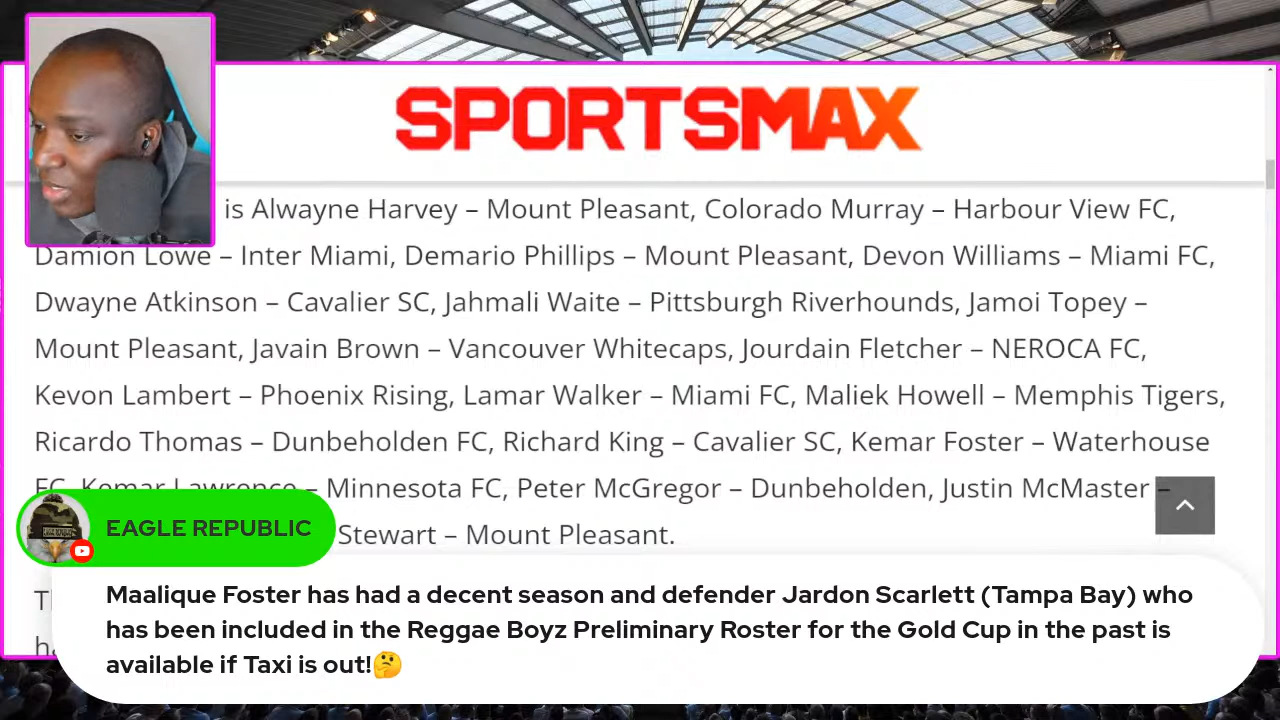 SPORTSMAX
is Alwayne Harvey – Mount Pleasant, Colorado Murray – Harbour View FC,
Damion Lowe – Inter Miami, Demario Phillips – Mount Pleasant, Devon Williams – Miami FC,
Dwayne Atkinson – Cavalier SC, Jahmali Waite – Pittsburgh Riverhounds, Jamoi Topey –
Mount Pleasant, Javain Brown – Vancouver Whitecaps, Jourdain Fletcher – NEROCA FC,
Kevon Lambert – Phoenix Rising, Lamar Walker – Miami FC, Maliek Howell – Memphis Tigers,
Ricardo Thomas – Dunbeholden FC, Richard King – Cavalier SC, Kemar Foster – Waterhouse
FC, Kemar Lawrence – Minnesota FC, Peter McGregor – Dunbeholden, Justin McMaster –
Stewart – Mount Pleasant.
EAGLE REPUBLIC
Maalique Foster has had a decent season and defender Jardon Scarlett (Tampa Bay) who
has been included in the Reggae Boyz Preliminary Roster for the Gold Cup in the past is
available if Taxi is out!🤔